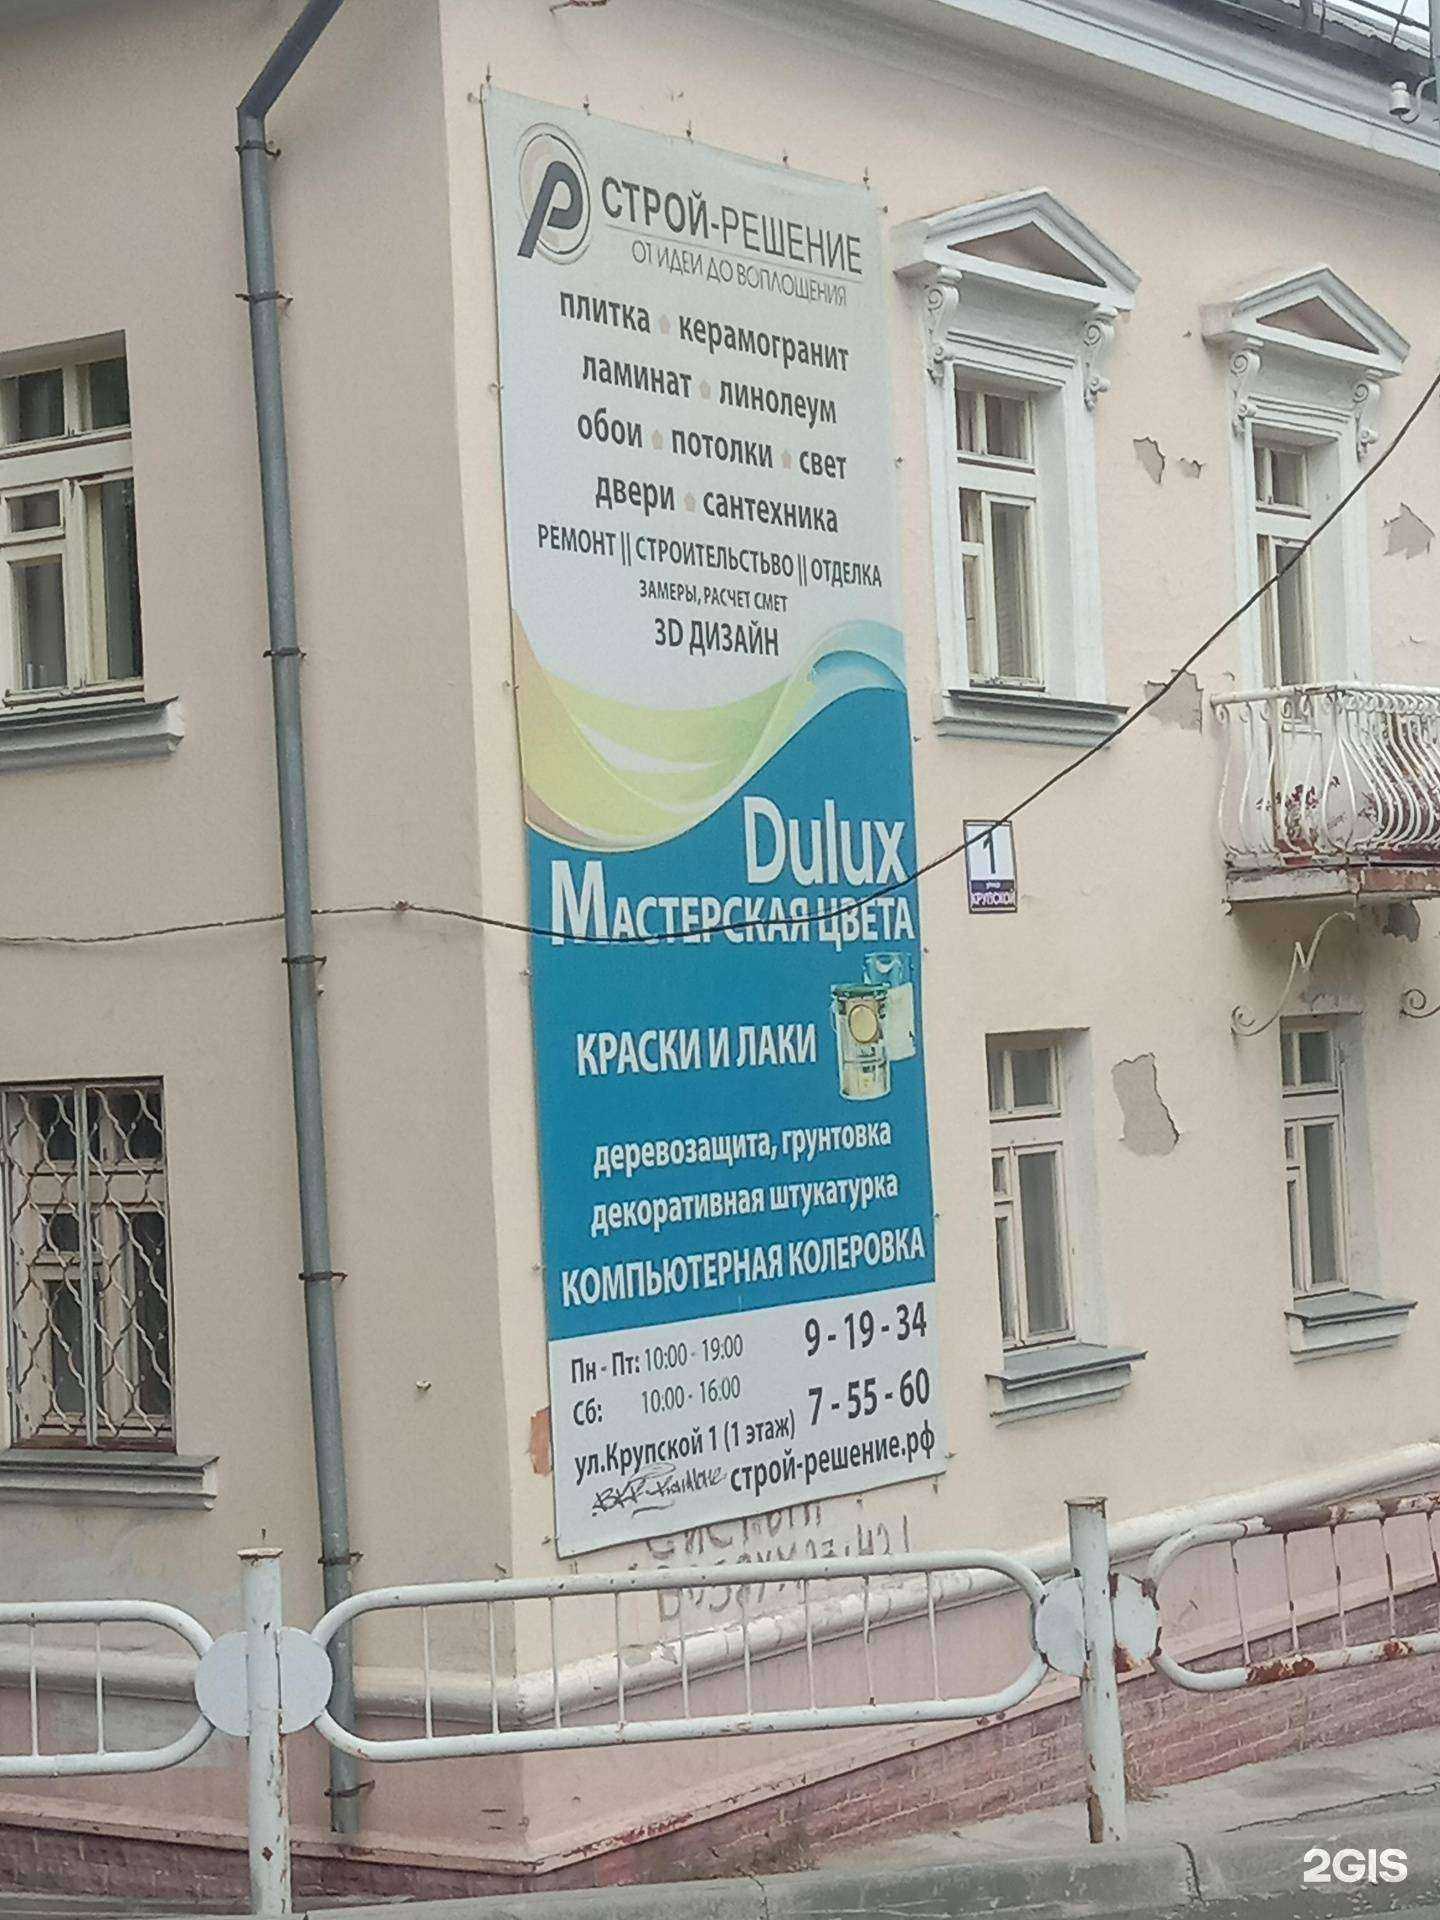 СТРОЙ-РЕШЕНИЕ
ОТ ИДЕИ ДО ВОПЛОЩЕНИЯ
плитка керамогранит
ламинат линолеум
обои потолки свет
двери сантехника
РЕМОНТ || СТРОИТЕЛЬСТЬВО || ОТДЕЛКА
ЗАМЕРЫ, РАСЧЕТ СМЕТ
3D ДИЗАЙН
Dulux
МАСТЕРСКАЯ ЦВЕТА
КРАСКИ И ЛАКИ
деревозащита, грунтовка
декоративная штукатурка
КОМПЬЮТЕРНАЯ КОЛЕРОВКА
Пн - Пт: 10:00 - 19:00 9 - 19 - 34
Сб: 10:00 - 16:00 7 - 55 - 60
ул.Крупской 1 (1 этаж)
строй-решение.рф
1
улица
КРУПСКОЙ
2GIS